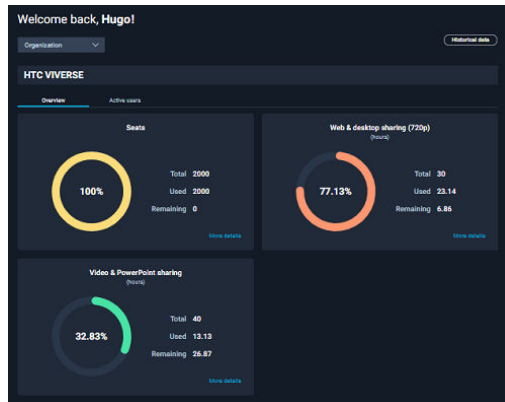 Welcome back, Hugo!
Organization
Historical data
HTC VIVERSE
Overview
Active users
Seats
100%
Total 2000
Used 2000
Remaining 0
More details
Web & desktop sharing (720p)
(hours)
77.13%
Total 30
Used 23.14
Remaining 6.86
More details
Video & PowerPoint sharing
(hours)
32.83%
Total 40
Used 13.13
Remaining 26.87
More details